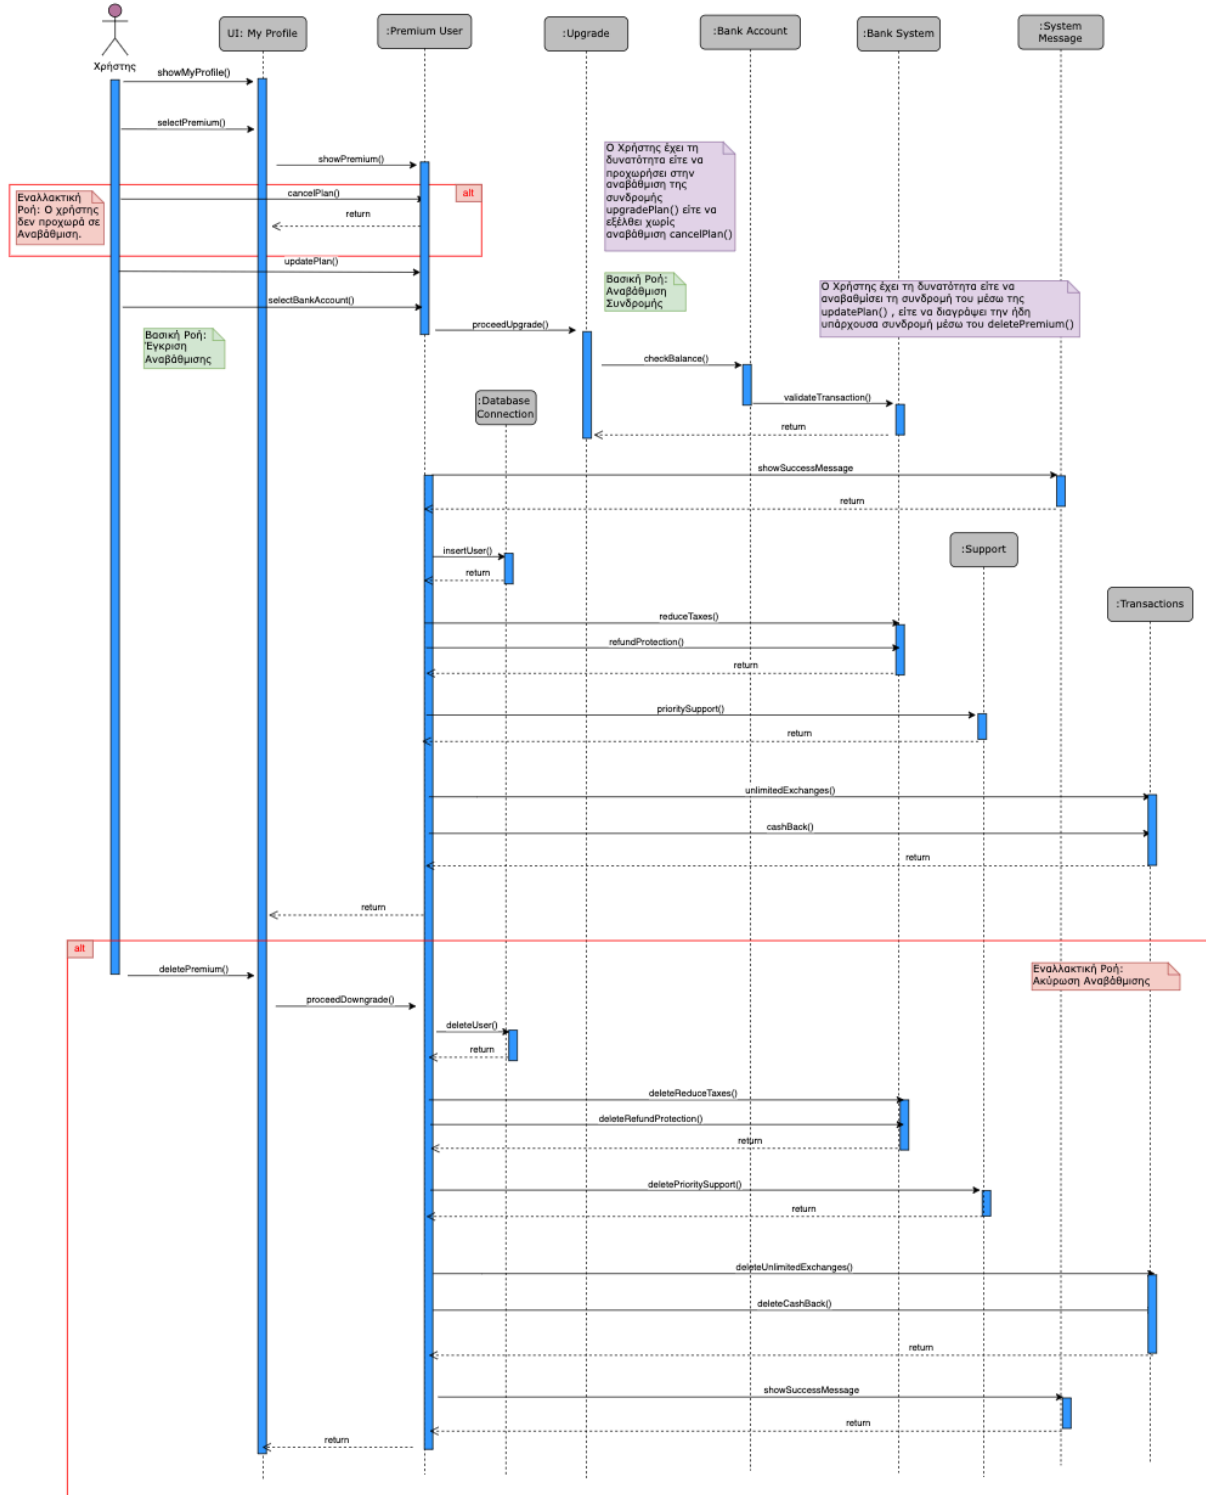 Χρήστης
UI: My Profile
:Premium User
:Upgrade
:Bank Account
:Bank System
:System
Message
showMyProfile()
selectPremium()
showPremium()
Ο Χρήστης έχει τη
δυνατότητα είτε να
προχωρήσει στην
αναβάθμιση της
συνδρομής
upgradePlan() είτε να
εξέλθει χωρίς
αναβάθμιση cancelPlan()
alt
Εναλλακτική
Ροή: Ο χρήστης
δεν προχωρά σε
Αναβάθμιση.
cancelPlan()
return
updatePlan()
Βασική Ροή:
Αναβάθμιση
Συνδρομής
Ο Χρήστης έχει τη δυνατότητα είτε να
αναβαθμίσει τη συνδρομή του μέσω της
updatePlan() , είτε να διαγράψει την ήδη
υπάρχουσα συνδρομή μέσω του deletePremium()
selectBankAccount()
proceedUpgrade()
Βασική Ροή:
Έγκριση
Αναβάθμισης
checkBalance()
:Database
Connection
validateTransaction()
return
showSuccessMessage
return
:Support
insertUser()
return
:Transactions
reduceTaxes()
refundProtection()
return
prioritySupport()
return
unlimitedExchanges()
cashBack()
return
return
alt
deletePremium()
Εναλλακτική Ροή:
Ακύρωση Αναβάθμισης
proceedDowngrade()
deleteUser()
return
deleteReduceTaxes()
deleteRefundProtection()
return
deletePrioritySupport()
return
deleteUnlimitedExchanges()
deleteCashBack()
return
showSuccessMessage
return
return